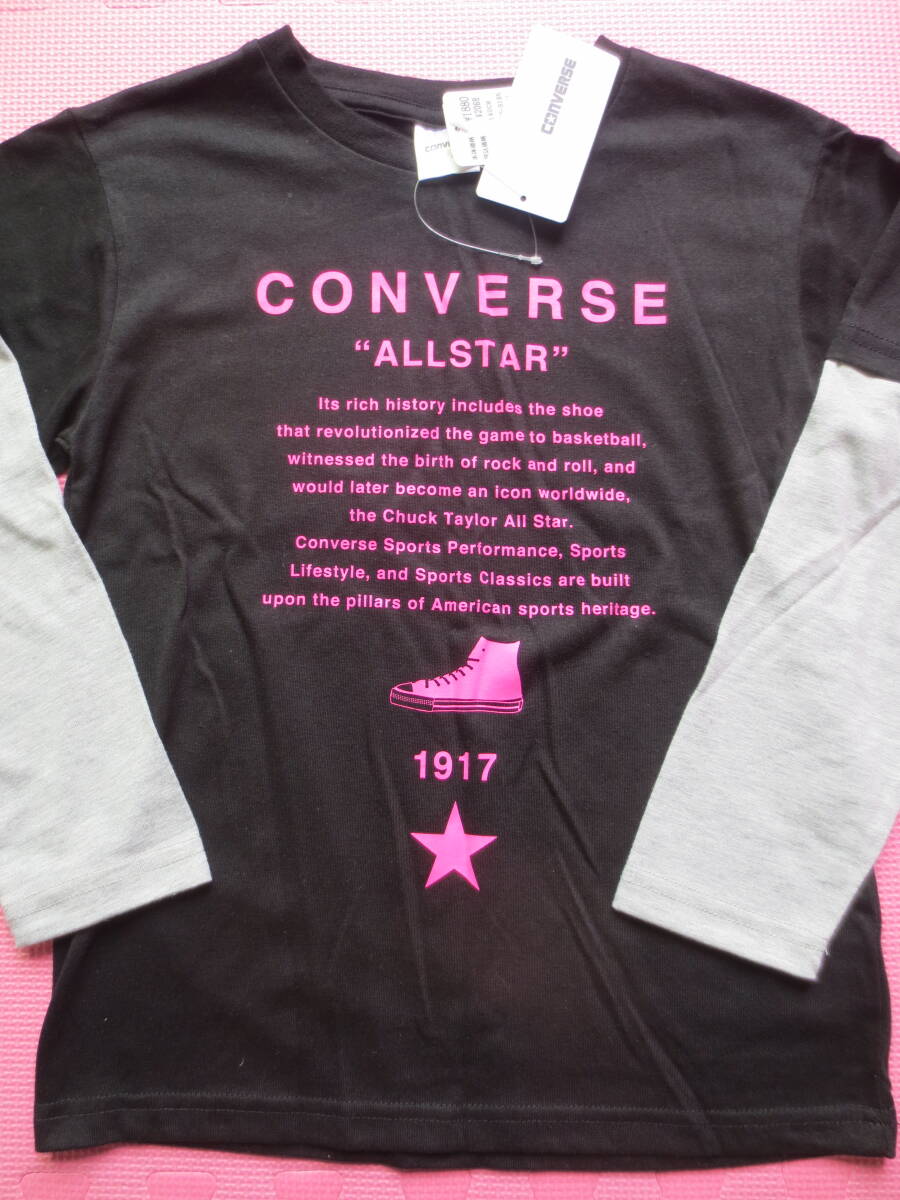 CONVERSE
¥1880
¥2068
CONVERSE
"ALLSTAR"
Its rich history includes the shoe
that revolutionized the game to basketball,
witnessed the birth of rock and roll, and
would later become an icon worldwide,
the Chuck Taylor All Star.
Converse Sports Performance, Sports
Lifestyle, and Sports Classics are built
upon the pillars of American sports heritage.
1917